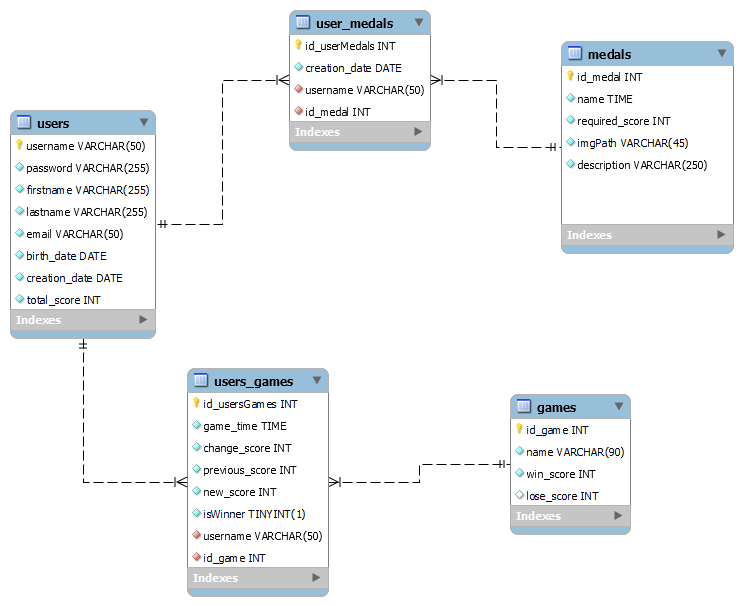 user_medals
id_userMedals INT
creation_date DATE
username VARCHAR(50)
id_medal INT
Indexes
medals
id_medal INT
name TIME
required_score INT
imgPath VARCHAR(45)
description VARCHAR(250)
Indexes
users
username VARCHAR(50)
password VARCHAR(255)
firstname VARCHAR(255)
lastname VARCHAR(255)
email VARCHAR(50)
birth_date DATE
creation_date DATE
total_score INT
Indexes
users_games
id_usersGames INT
game_time TIME
change_score INT
previous_score INT
new_score INT
isWinner TINYINT(1)
username VARCHAR(50)
id_game INT
Indexes
games
id_game INT
name VARCHAR(90)
win_score INT
lose_score INT
Indexes